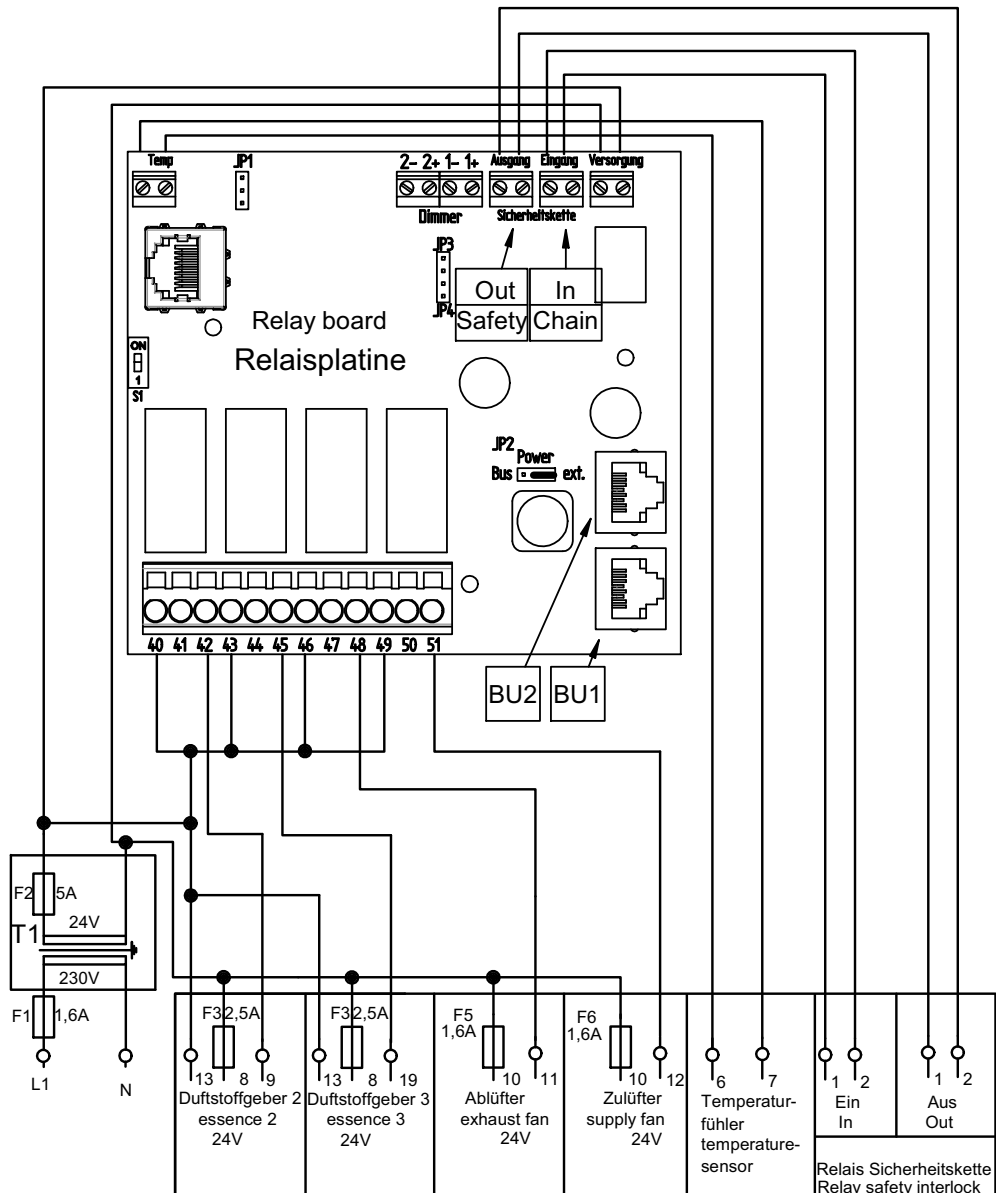 Temp
JP1
2- 2+ 1- 1+
Ausgang Eingang Versorgung
Dimmer
Sicherheitskette
JP3
JP4
Out In
Safety Chain
Relay board
Relaisplatine
ON
1
S1
JP2
Power
Bus ext.
40 41 42 43 44 45 46 47 48 49 50 51
BU2 BU1
F2 5A
24V
T1
230V
F1 1,6A
L1 N
F3 2,5A
13 8 9
Duftstoffgeber 2
essence 2
24V
F3 2,5A
13 8 19
Duftstoffgeber 3
essence 3
24V
F5
1,6A
10 11
Ablüfter
exhaust fan
24V
F6
1,6A
10 12
Zulüfter
supply fan
24V
6 7
Temperatur-
fühler
temperature-
sensor
1 2
Ein
In
1 2
Aus
Out
Relais Sicherheitskette
Relay safety interlock